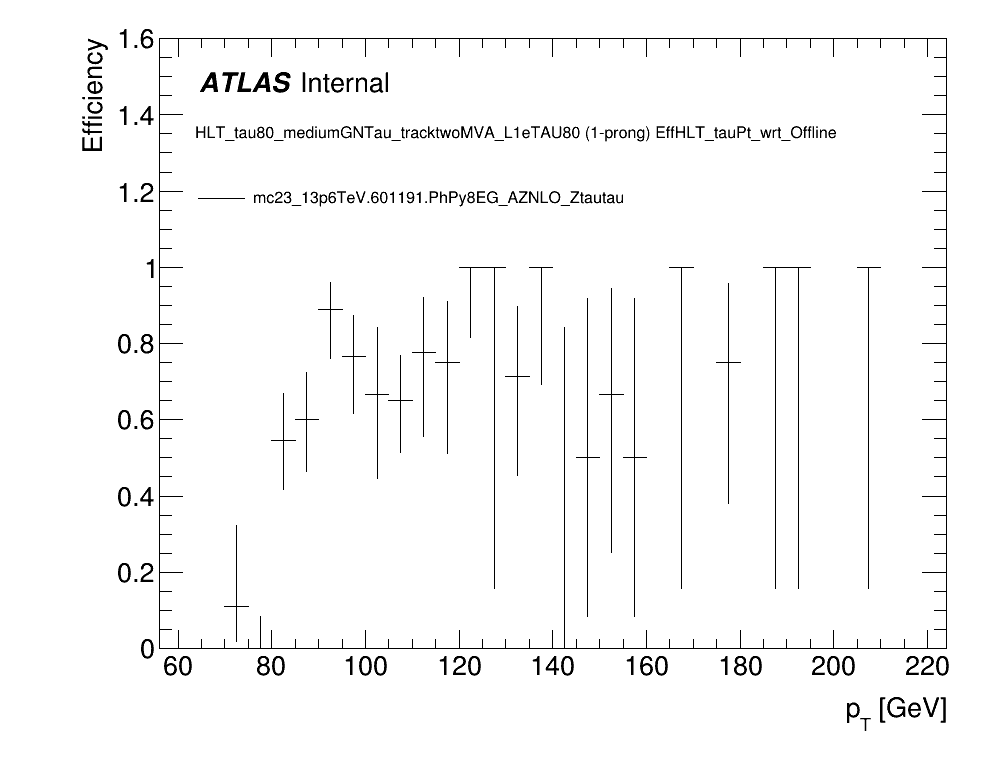 Efficiency
1.6
ATLAS Internal
1.4
HLT_tau80_mediumGNTau_tracktwoMVA_L1eTAU80 (1-prong) EffHLT_tauPt_wrt_Offline
1.2
mc23_13p6TeV.601191.PhPy8EG_AZNLO_Ztautau
1
0.8
0.6
0.4
0.2
0
60 80 100 120 140 160 180 200 220
pT [GeV]